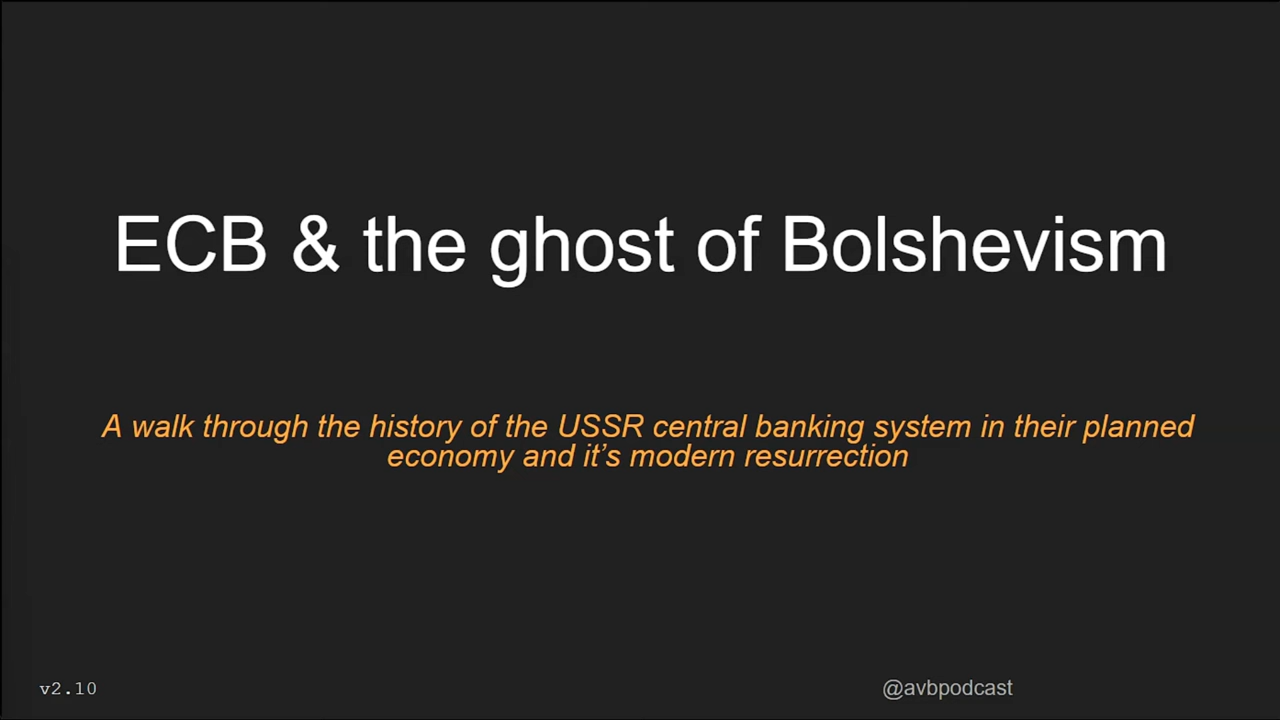 ECB & the ghost of Bolshevism
A walk through the history of the USSR central banking system in their planned
economy and it’s modern resurrection
v2.10
@avbpodcast